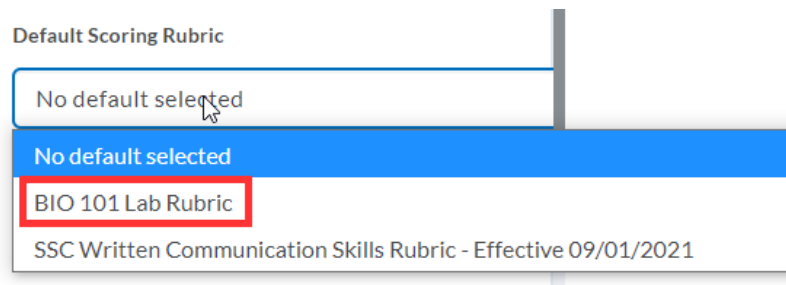 Default Scoring Rubric
No default selected
No default selected
BIO 101 Lab Rubric
SSC Written Communication Skills Rubric - Effective 09/01/2021